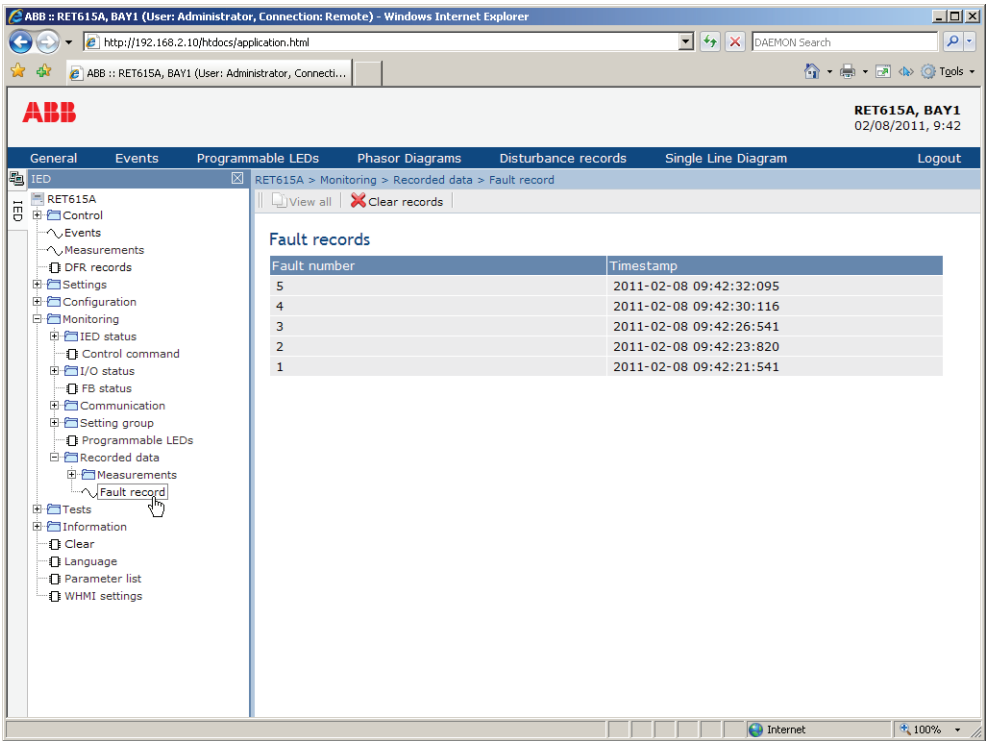 ABB :: RET615A, BAY1 (User: Administrator, Connection: Remote) - Windows Internet Explorer
http://192.168.2.10/htdocs/application.html
DAEMON Search
ABB :: RET615A, BAY1 (User: Administrator, Connecti...
Tools
ABB
RET615A, BAY1
02/08/2011, 9:42
General Events Programmable LEDs Phasor Diagrams Disturbance records Single Line Diagram Logout
IED
IED
RET615A
Control
Events
Measurements
DFR records
Settings
Configuration
Monitoring
IED status
Control command
I/O status
FB status
Communication
Setting group
Programmable LEDs
Recorded data
Measurements
Fault record
Tests
Information
Clear
Language
Parameter list
WHMI settings
RET615A > Monitoring > Recorded data > Fault record
View all Clear records
Fault records
Fault number Timestamp
5 2011-02-08 09:42:32:095
4 2011-02-08 09:42:30:116
3 2011-02-08 09:42:26:541
2 2011-02-08 09:42:23:820
1 2011-02-08 09:42:21:541
Internet 100%